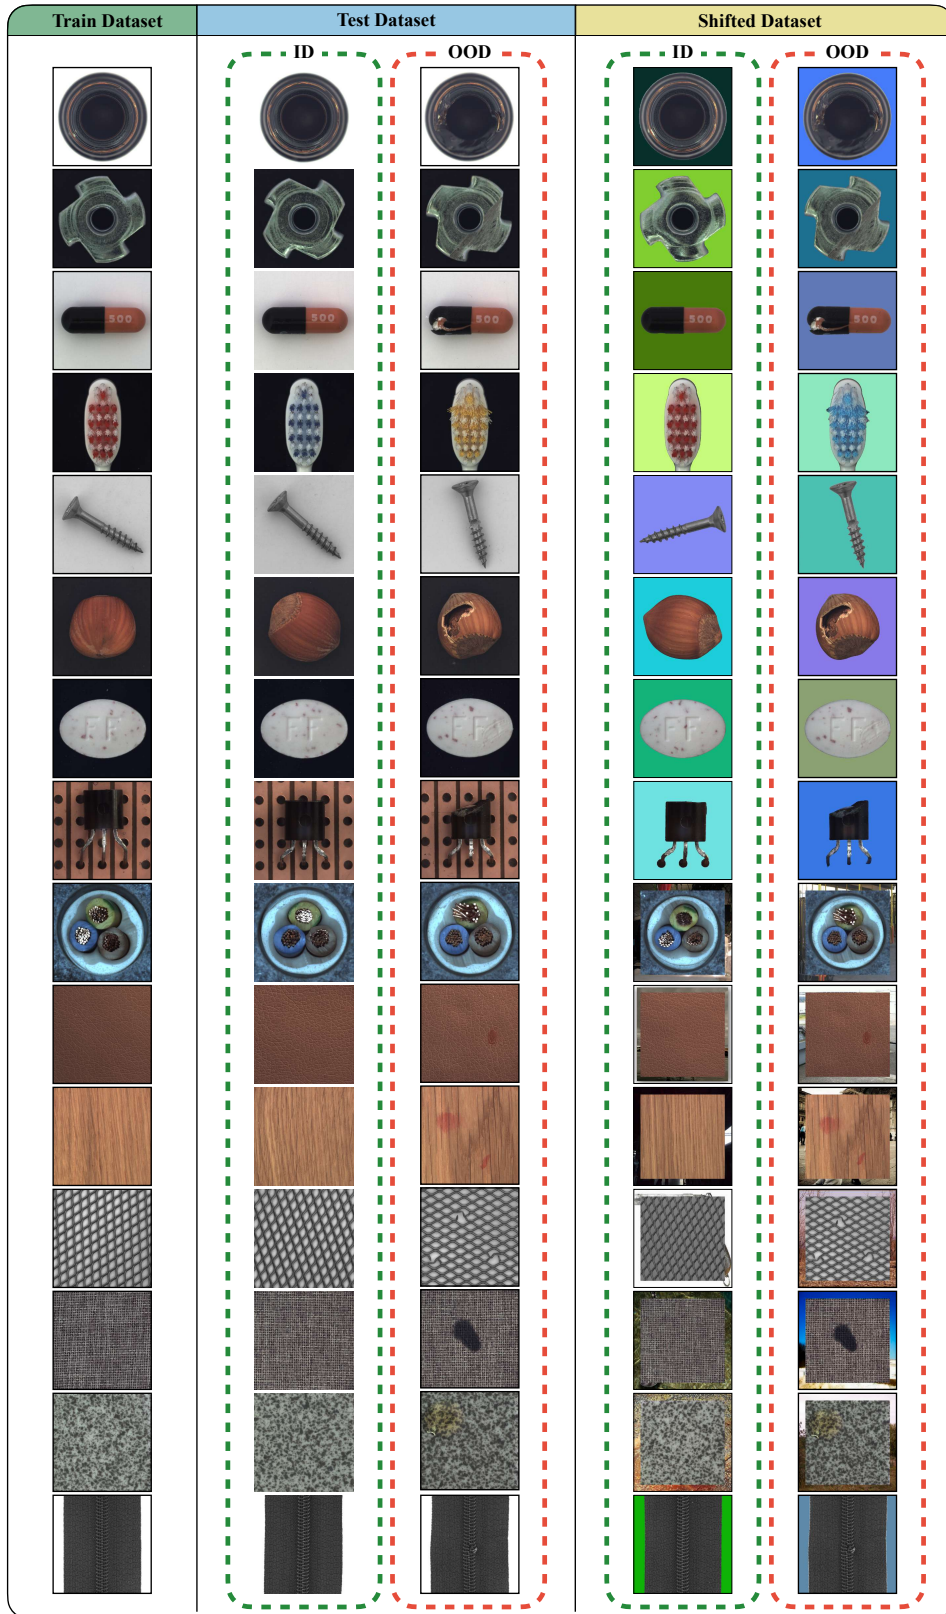 Train Dataset
Test Dataset
Shifted Dataset
ID
OOD
ID
OOD
500
500
500
500
500
FF
FF
FF
FF
FF